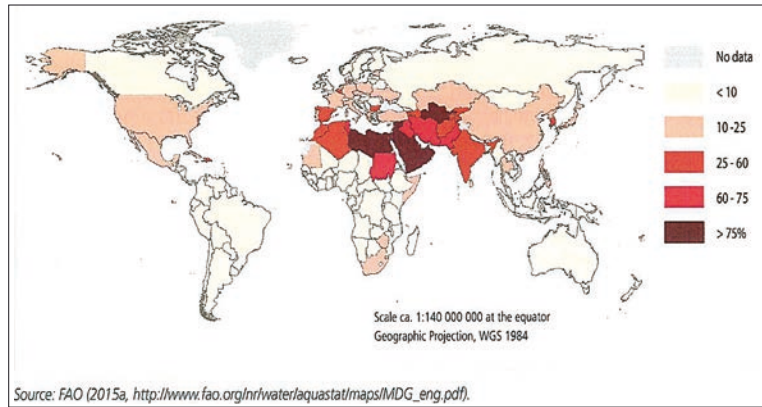 No data
< 10
10-25
25 - 60
60 - 75
> 75%
Scale ca. 1:140 000 000 at the equator
Geographic Projection, WGS 1984
Source: FAO (2015a, http://www.fao.org/nr/water/aquastat/maps/MDG_eng.pdf).